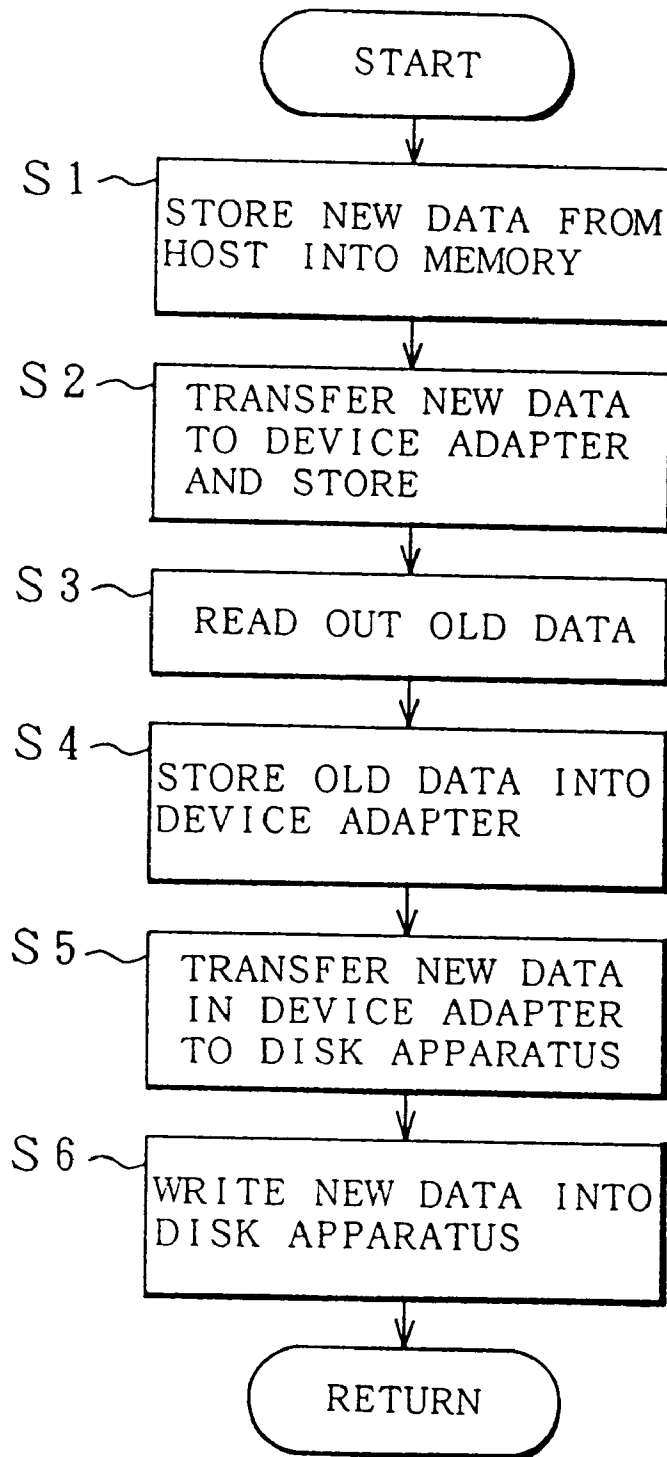 START
S1
STORE NEW DATA FROM
HOST INTO MEMORY
S2
TRANSFER NEW DATA
TO DEVICE ADAPTER
AND STORE
S3
READ OUT OLD DATA
S4
STORE OLD DATA INTO
DEVICE ADAPTER
S5
TRANSFER NEW DATA
IN DEVICE ADAPTER
TO DISK APPARATUS
S6
WRITE NEW DATA INTO
DISK APPARATUS
RETURN